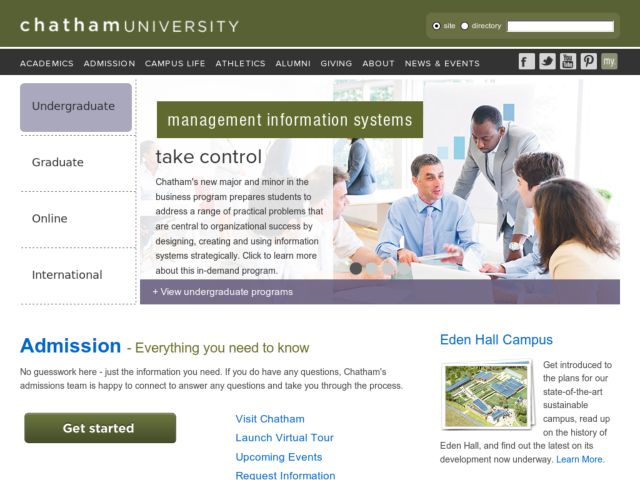 chathamUNIVERSITY
site directory
ACADEMICS ADMISSION CAMPUS LIFE ATHLETICS ALUMNI GIVING ABOUT NEWS & EVENTS
f You Tube my
Undergraduate
Graduate
Online
International
management information systems
take control
Chatham's new major and minor in the
business program prepares students to
address a range of practical problems that
are central to organizational success by
designing, creating and using information
systems strategically. Click to learn more
about this in-demand program.
+ View undergraduate programs
Admission - Everything you need to know
No guesswork here - just the information you need. If you do have any questions, Chatham's
admissions team is happy to connect to answer any questions and take you through the process.
Get started
Visit Chatham
Launch Virtual Tour
Upcoming Events
Request Information
Eden Hall Campus
Get introduced to
the plans for our
state-of-the-art
sustainable
campus, read up
on the history of
Eden Hall, and find out the latest on its
development now underway. Learn More.